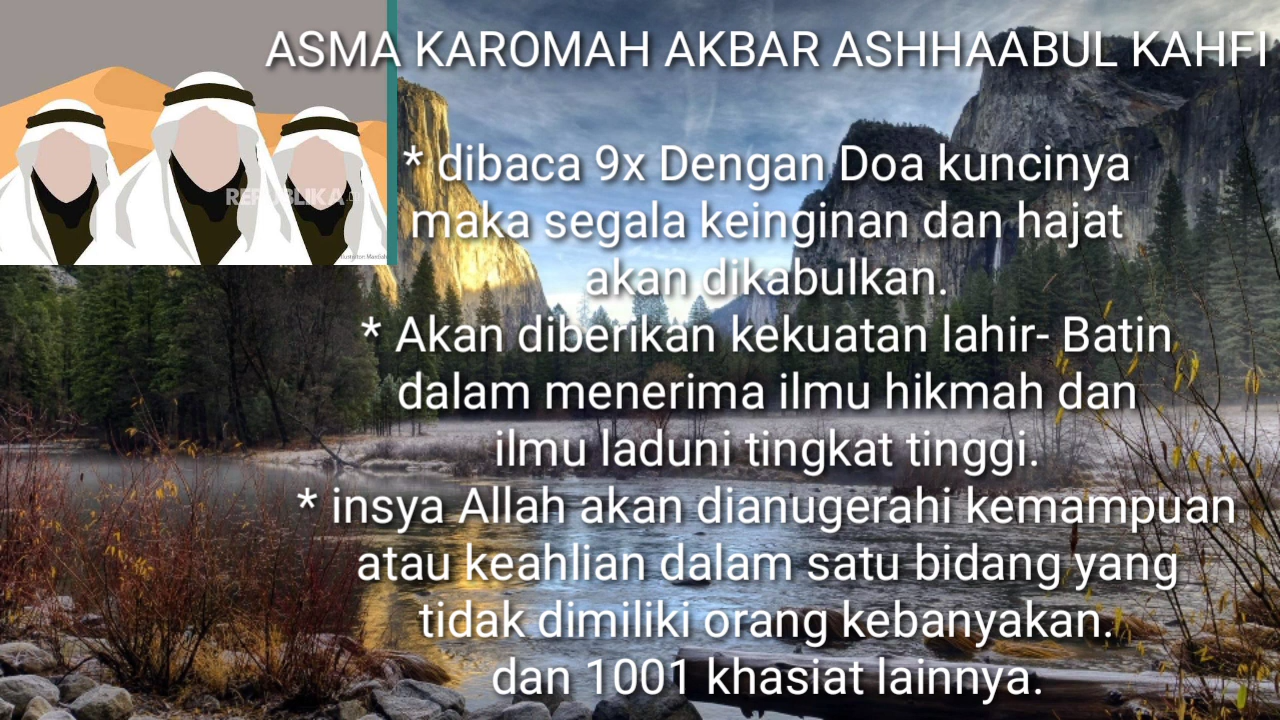 ASMA KAROMAH AKBAR ASHHAABUL KAHFI
* dibaca 9x Dengan Doa kuncinya
maka segala keinginan dan hajat
akan dikabulkan.
* Akan diberikan kekuatan lahir- Batin
dalam menerima ilmu hikmah dan
ilmu laduni tingkat tinggi.
* insya Allah akan dianugerahi kemampuan
atau keahlian dalam satu bidang yang
tidak dimiliki orang kebanyakan.
dan 1001 khasiat lainnya.
REPUBLIKA